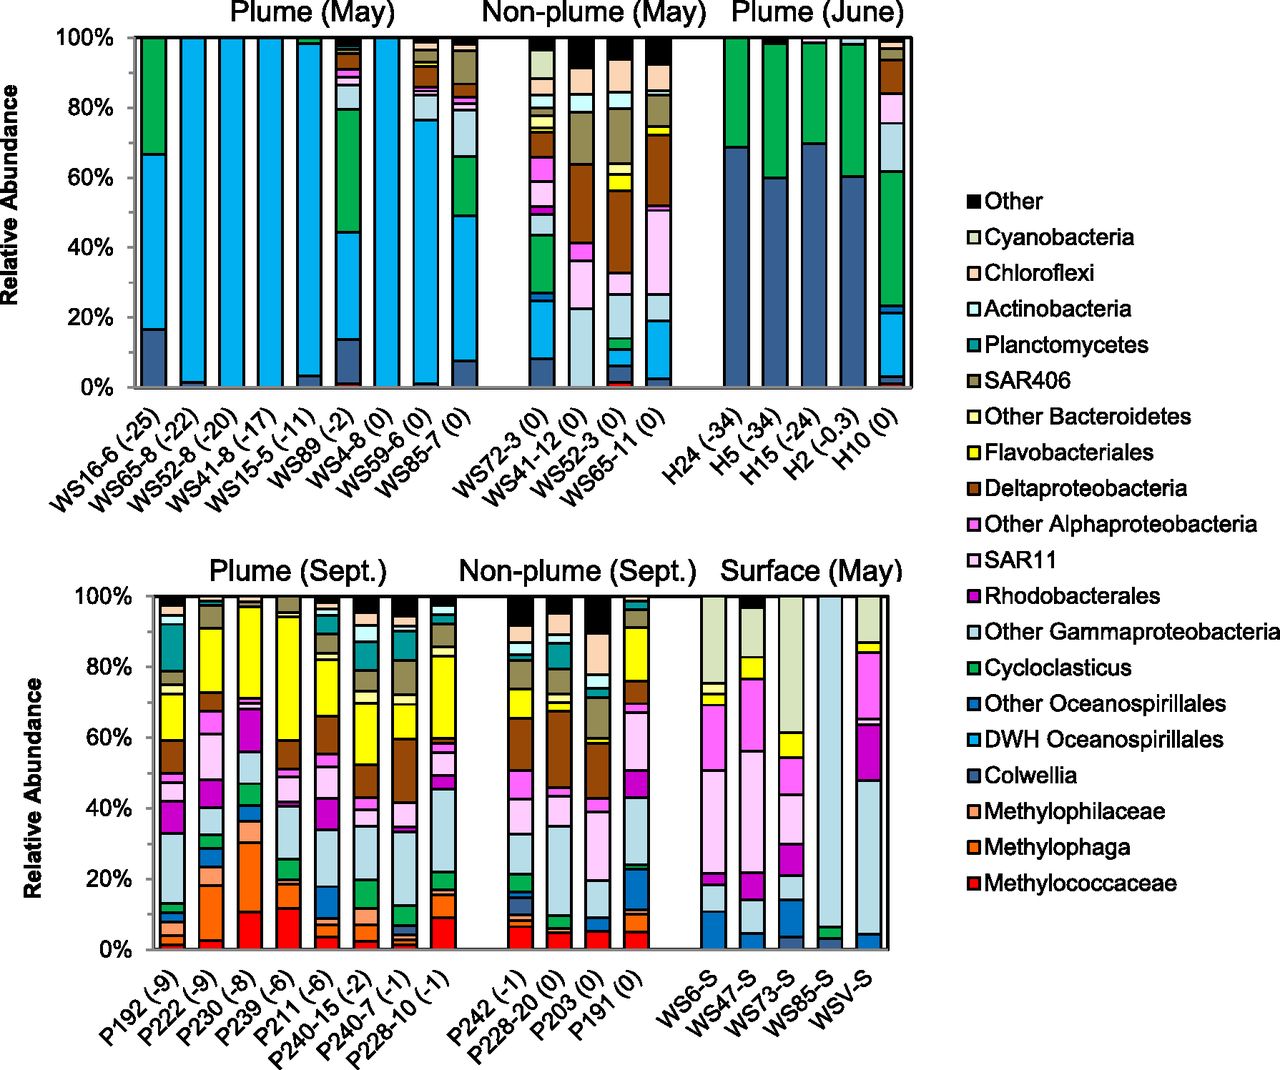 Plume (May) Non-plume (May) Plume (June)
Relative Abundance
100%
80%
60%
40%
20%
0%
WS16-6 (-25)
WS65-8 (-22)
WS52-8 (-20)
WS41-8 (-17)
WS15-5 (-11)
WS89 (-2)
WS4-8 (0)
WS59-6 (0)
WS85-7 (0)
WS72-3 (0)
WS41-12 (0)
WS52-3 (0)
WS65-11 (0)
H24 (-34)
H5 (-34)
H15 (-24)
H2 (-0.3)
H10 (0)
Other
Cyanobacteria
Chloroflexi
Actinobacteria
Planctomycetes
SAR406
Other Bacteroidetes
Flavobacteriales
Deltaproteobacteria
Other Alphaproteobacteria
SAR11
Rhodobacterales
Other Gammaproteobacteria
Cycloclasticus
Other Oceanospirillales
DWH Oceanospirillales
Colwellia
Methylophilaceae
Methylophaga
Methylococcaceae
Plume (Sept.) Non-plume (Sept.) Surface (May)
Relative Abundance
100%
80%
60%
40%
20%
0%
P192 (-9)
P222 (-9)
P230 (-8)
P239 (-6)
P211 (-6)
P240-15 (-2)
P240-7 (-1)
P228-10 (-1)
P242 (-1)
P228-20 (0)
P203 (0)
P191 (0)
WS6-S
WS47-S
WS73-S
WS85-S
WSV-S